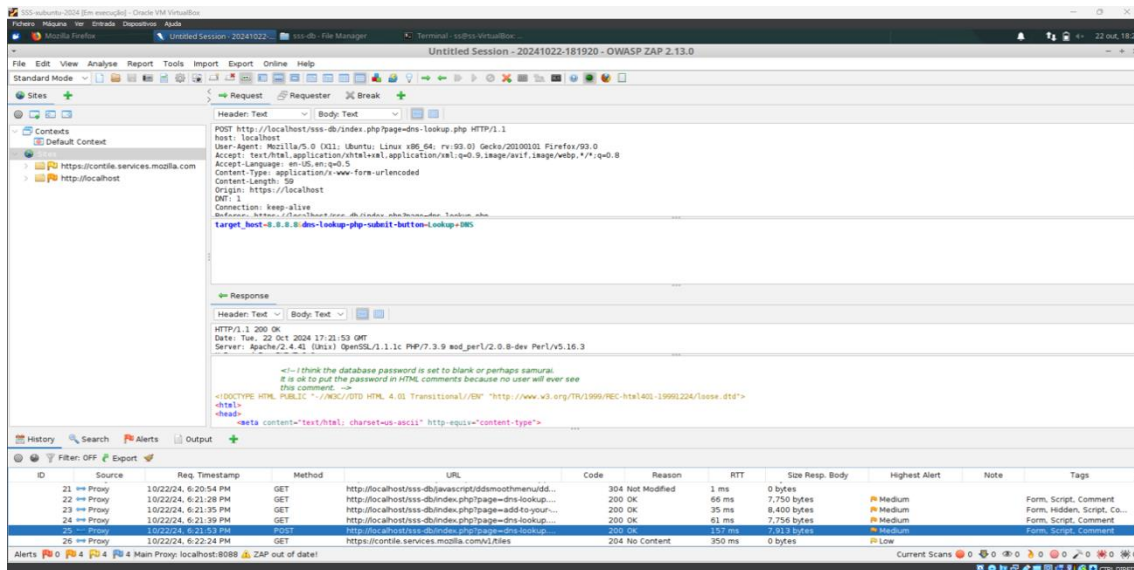 SSS-xubuntu-2024 [Em execução] - Oracle VM VirtualBox
Ficheiro Máquina Ver Entrada Dispositivos Ajuda
Mozilla Firefox Untitled Session - 20241022-... sss-db - File Manager Terminal - ss@ss-VirtualBox: ... 22 out, 18:2
Untitled Session - 20241022-181920 - OWASP ZAP 2.13.0
File Edit View Analyse Report Tools Import Export Online Help
Standard Mode
Sites
Contexts
Default Context
Sites
https://contile.services.mozilla.com
http://localhost
Request Requester Break
Header: Text Body: Text
POST http://localhost/sss-db/index.php?page=dns-lookup.php HTTP/1.1
host: localhost
User-Agent: Mozilla/5.0 (X11; Ubuntu; Linux x86_64; rv:93.0) Gecko/20100101 Firefox/93.0
Accept: text/html,application/xhtml+xml,application/xml;q=0.9,image/avif,image/webp,*/*;q=0.8
Accept-Language: en-US,en;q=0.5
Content-Type: application/x-www-form-urlencoded
Content-Length: 59
Origin: https://localhost
DNT: 1
Connection: keep-alive
Referer: https://localhost/sss-db/index.php?page=dns-lookup.php
target_host=8.8.8.8&dns-lookup-php-submit-button=Lookup+DNS
Response
Header: Text Body: Text
HTTP/1.1 200 OK
Date: Tue, 22 Oct 2024 17:21:53 GMT
Server: Apache/2.4.41 (Unix) OpenSSL/1.1.1c PHP/7.3.9 mod_perl/2.0.8-dev Perl/v5.16.3
<!-- I think the database password is set to blank or perhaps samurai.
It is ok to put the password in HTML comments because no user will ever see
this comment. -->
<!DOCTYPE HTML PUBLIC "-//W3C//DTD HTML 4.01 Transitional//EN" "http://www.w3.org/TR/1999/REC-html401-19991224/loose.dtd">
<html>
<head>
<meta content="text/html; charset=us-ascii" http-equiv="content-type">
History Search Alerts Output
Filter: OFF Export
ID Source Req. Timestamp Method URL Code Reason RTT Size Resp. Body Highest Alert Note Tags
21 Proxy 10/22/24, 6:20:54 PM GET http://localhost/sss-db/javascript/ddsmoothmenu/dd... 304 Not Modified 1 ms 0 bytes
22 Proxy 10/22/24, 6:21:28 PM GET http://localhost/sss-db/index.php?page=dns-lookup.... 200 OK 66 ms 7,750 bytes Medium Form, Script, Comment
23 Proxy 10/22/24, 6:21:35 PM GET http://localhost/sss-db/index.php?page=add-to-your-... 200 OK 35 ms 8,400 bytes Medium Form, Hidden, Script, Co...
24 Proxy 10/22/24, 6:21:39 PM GET http://localhost/sss-db/index.php?page=dns-lookup.... 200 OK 61 ms 7,756 bytes Medium Form, Script, Comment
25 Proxy 10/22/24, 6:21:53 PM POST http://localhost/sss-db/index.php?page=dns-lookup.... 200 OK 157 ms 7,913 bytes Medium Form, Script, Comment
26 Proxy 10/22/24, 6:22:24 PM GET https://contile.services.mozilla.com/v1/tiles 204 No Content 350 ms 0 bytes Low
Alerts 0 4 4 4 Main Proxy: localhost:8088 ZAP out of date! Current Scans 0 0 0 0 0 0 0 0